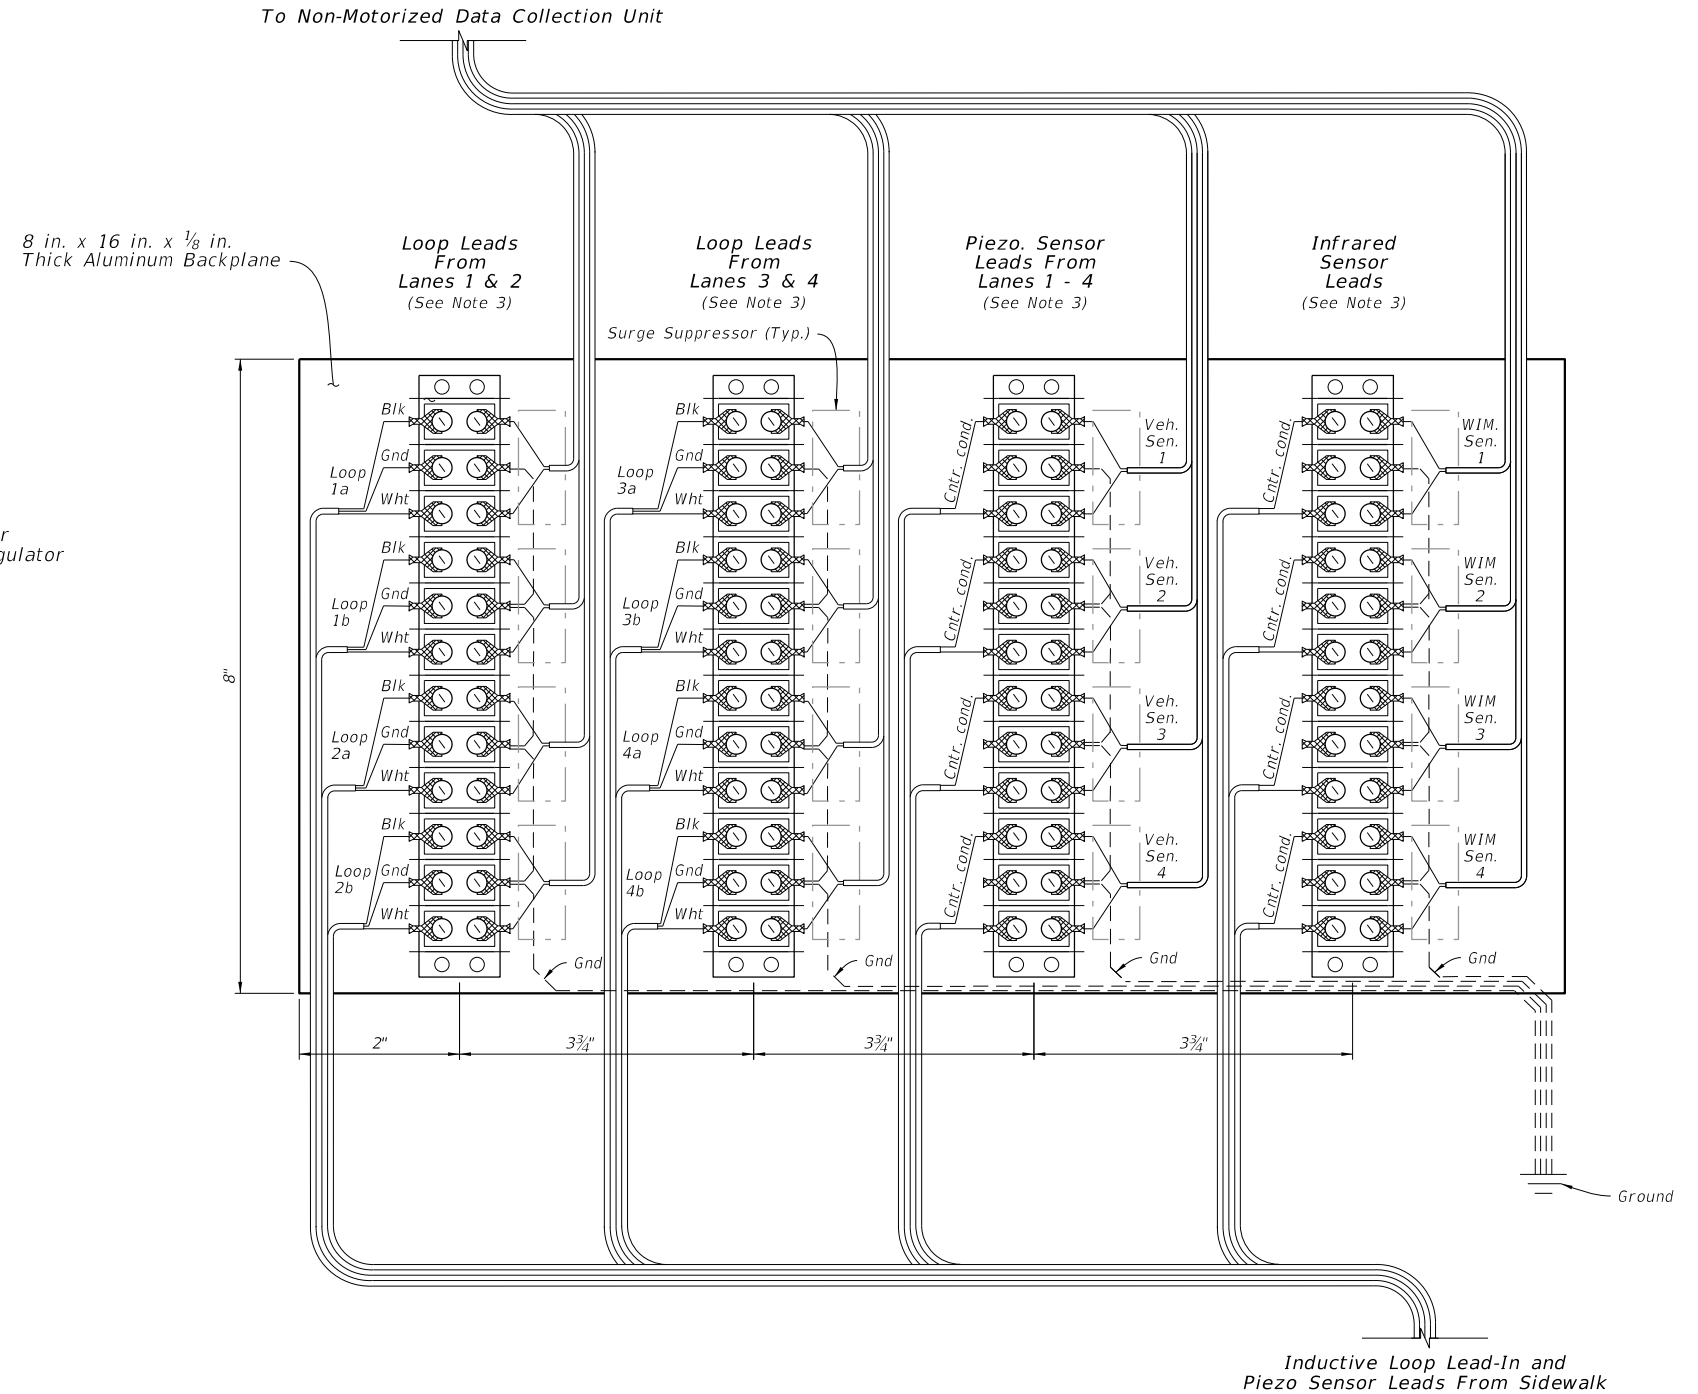 To Non-Motorized Data Collection Unit
8 in. x 16 in. x ⅛ in.
Thick Aluminum Backplane
Loop Leads
From
Lanes 1 & 2
(See Note 3)
Loop Leads
From
Lanes 3 & 4
(See Note 3)
Piezo. Sensor
Leads From
Lanes 1 - 4
(See Note 3)
Infrared
Sensor
Leads
(See Note 3)
Surge Suppressor (Typ.)
r
gulator
8"
Blk
Gnd
Wht
Loop
1a
Blk
Gnd
Wht
Loop
1b
Blk
Gnd
Wht
Loop
2a
Blk
Gnd
Wht
Loop
2b
Gnd
Blk
Gnd
Wht
Loop
3a
Blk
Gnd
Wht
Loop
3b
Blk
Gnd
Wht
Loop
4a
Blk
Gnd
Wht
Loop
4b
Gnd
Cntr. cond.
Veh.
Sen.
1
Cntr. cond.
Veh.
Sen.
2
Cntr. cond.
Veh.
Sen.
3
Cntr. cond.
Veh.
Sen.
4
Gnd
Cntr. cond.
WIM.
Sen.
1
Cntr. cond.
WIM
Sen.
2
Cntr. cond.
WIM
Sen.
3
Cntr. cond.
WIM
Sen.
4
Gnd
2"
3¾"
3¾"
3¾"
Ground
Inductive Loop Lead-In and
Piezo Sensor Leads From Sidewalk